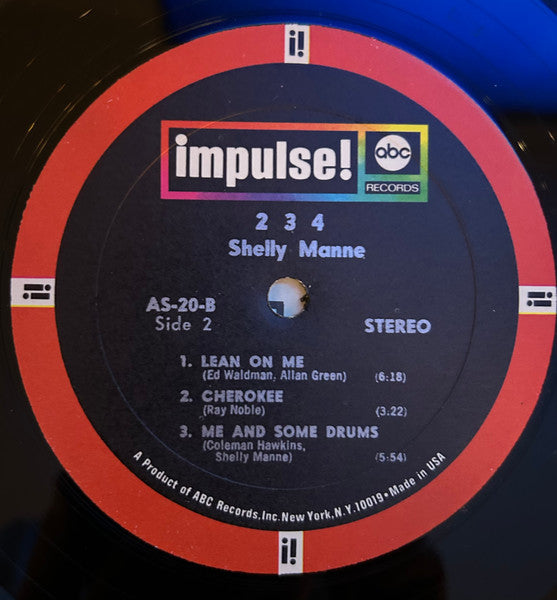 i!
impulse!
abc
RECORDS
2 3 4
Shelly Manne
AS-20-B
Side 2
STEREO
1. LEAN ON ME
(Ed Waldman, Allan Green) (6:18)
2. CHEROKEE
(Ray Noble) (3:22)
3. ME AND SOME DRUMS
(Coleman Hawkins,
Shelly Manne) (5:54)
A Product of ABC Records, Inc. New York, N.Y. 10019 • Made in USA
i!
i!
i!